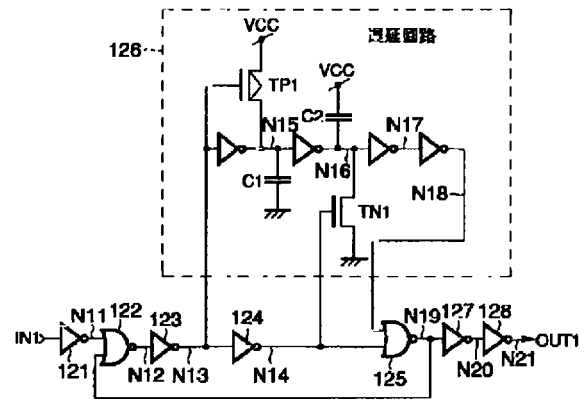 126
VCC
遅延回路
TP1
VCC
C2
N15
N17
C1
N16
TN1
N18
IN1
N11
122
123
124
N19
127
128
OUT1
121
N12
N13
N14
125
N20
N21